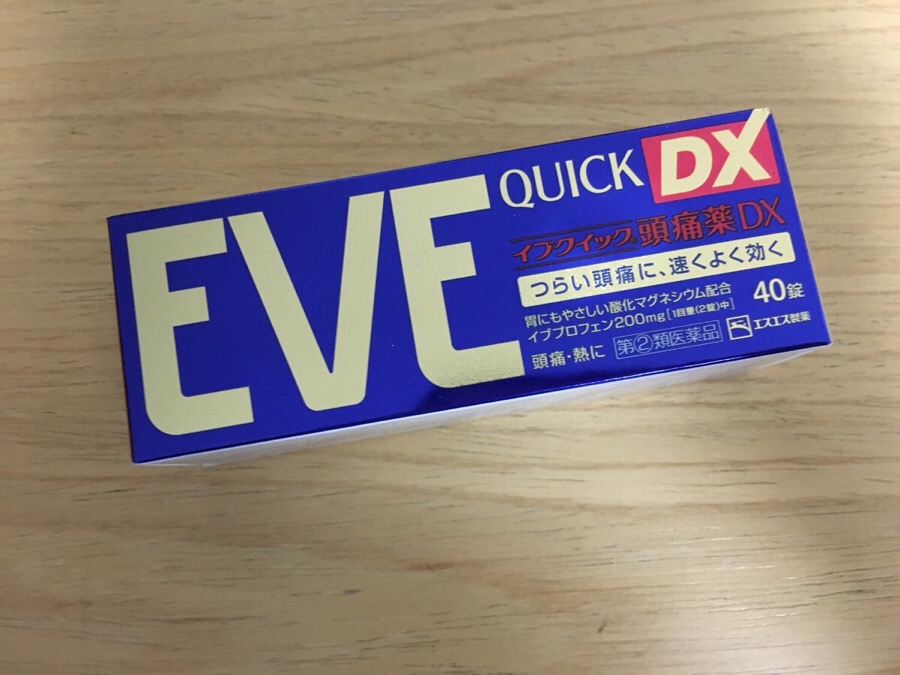 EVE
QUICK DX
イブクイック®頭痛薬DX
つらい頭痛に、速くよく効く
胃にもやさしい酸化マグネシウム配合
イブプロフェン200mg[1回量(2錠)中]
40錠
頭痛・熱に
指②類医薬品
エスエス製薬